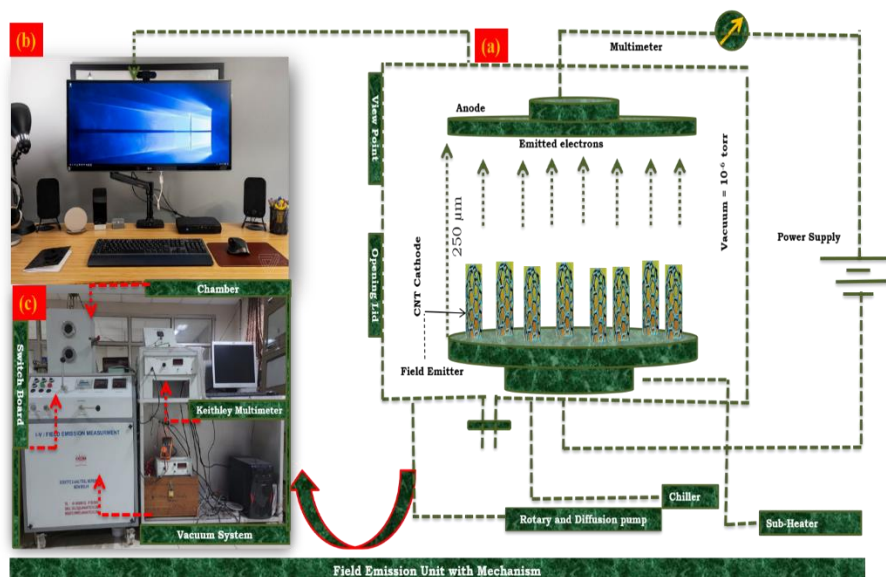 (b)
(a)
Multimeter
View Point
Anode
Emitted electrons
Vacuum = 10⁻⁶ torr
250 µm
Power Supply
Opening Lid
CNT Cathode
Field Emitter
Chamber
(c)
Switch Board
Keithley Multimeter
I-V / FIELD EMISSION MEASUREMENT
Vacuum System
Chiller
Rotary and Diffusion pump
Sub-Heater
Field Emission Unit with Mechanism